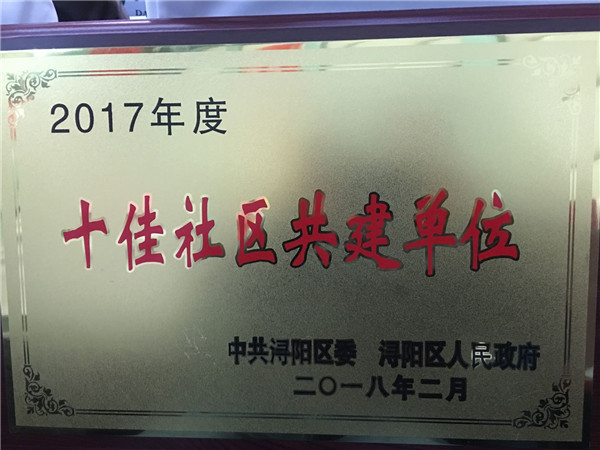 2017年度
十佳社区共建单位
中共浔阳区委 浔阳区人民政府
二〇一八年二月